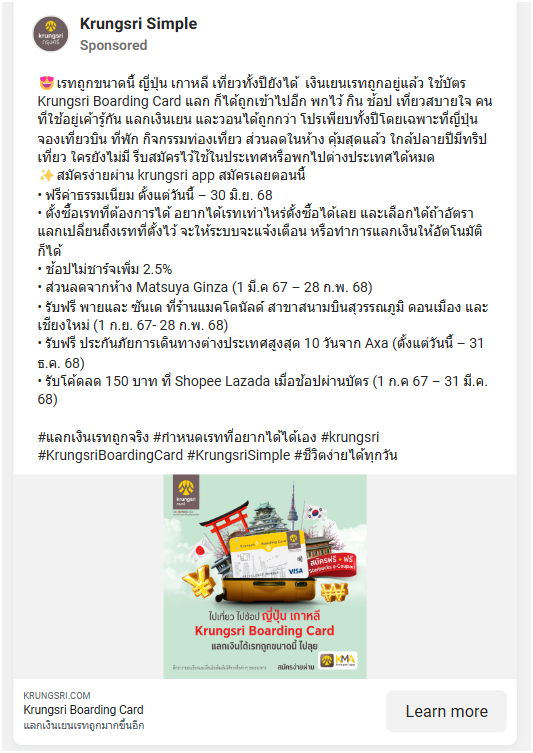 Krungsri Simple
Sponsored
😍เรทถูกขนาดนี้ ญี่ปุ่น เกาหลี เที่ยวทั้งปียังได้ เงินเยนเรทถูกอยู่แล้ว ใช้บัตร
Krungsri Boarding Card แลก ก็ได้ถูกเข้าไปอีก พกไว้ กิน ช้อป เที่ยวสบายใจ คน
ที่ใช้อยู่เค้ารู้กัน แลกเงินเยน และวอนได้ถูกกว่า โปรเพียบทั้งปีโดยเฉพาะที่ญี่ปุ่น
จองเที่ยวบิน ที่พัก กิจกรรมท่องเที่ยว ส่วนลดในห้าง คุ้มสุดแล้ว ใกล้ปลายปีมีทริป
เที่ยว ใครยังไม่มี รีบสมัครไว้ใช้ในประเทศหรือพกไปต่างประเทศได้หมด
✨สมัครง่ายผ่าน krungsri app สมัครเลยตอนนี้
• ฟรีค่าธรรมเนียม ตั้งแต่วันนี้ – 30 มิ.ย. 68
• ตั้งซื้อเรทที่ต้องการได้ อยากได้เรทเท่าไหร่ตั้งซื้อได้เลย และเลือกได้ถ้าอัตรา
แลกเปลี่ยนถึงเรทที่ตั้งไว้ จะให้ระบบจะแจ้งเตือน หรือทำการแลกเงินให้อัตโนมัติ
ก็ได้
• ช้อปไม่ชาร์จเพิ่ม 2.5%
• ส่วนลดจากห้าง Matsuya Ginza (1 มี.ค 67 – 28 ก.พ. 68)
• รับฟรี พายและ ซันเด ที่ร้านแมคโดนัลด์ สาขาสนามบินสุวรรณภูมิ ดอนเมือง และ
เชียงใหม่ (1 ก.ย. 67- 28 ก.พ. 68)
• รับฟรี ประกันภัยการเดินทางต่างประเทศสูงสุด 10 วันจาก Axa (ตั้งแต่วันนี้ – 31
ธ.ค. 68)
• รับโค้ดลด 150 บาท ที่ Shopee Lazada เมื่อช้อปผ่านบัตร (1 ก.ค 67 – 31 มี.ค.
68)
#แลกเงินเรทถูกจริง #กำหนดเรทที่อยากได้ได้เอง #krungsri
#KrungsriBoardingCard #KrungsriSimple #ชีวิตง่ายได้ทุกวัน
krungsri
กรุงศรี
VISA
สมัครฟรี + ฟรี
Starbucks e-Coupon
ไปเที่ยว ไปช้อป ญี่ปุ่น เกาหลี
Krungsri Boarding Card
แลกเงินได้เรทถูกขนาดนี้ ไปลุย
สมัครง่ายผ่าน
KMA
KRUNGSRI.COM
Krungsri Boarding Card
แลกเงินเยนเรทถูกมากขึ้นอีก
Learn more